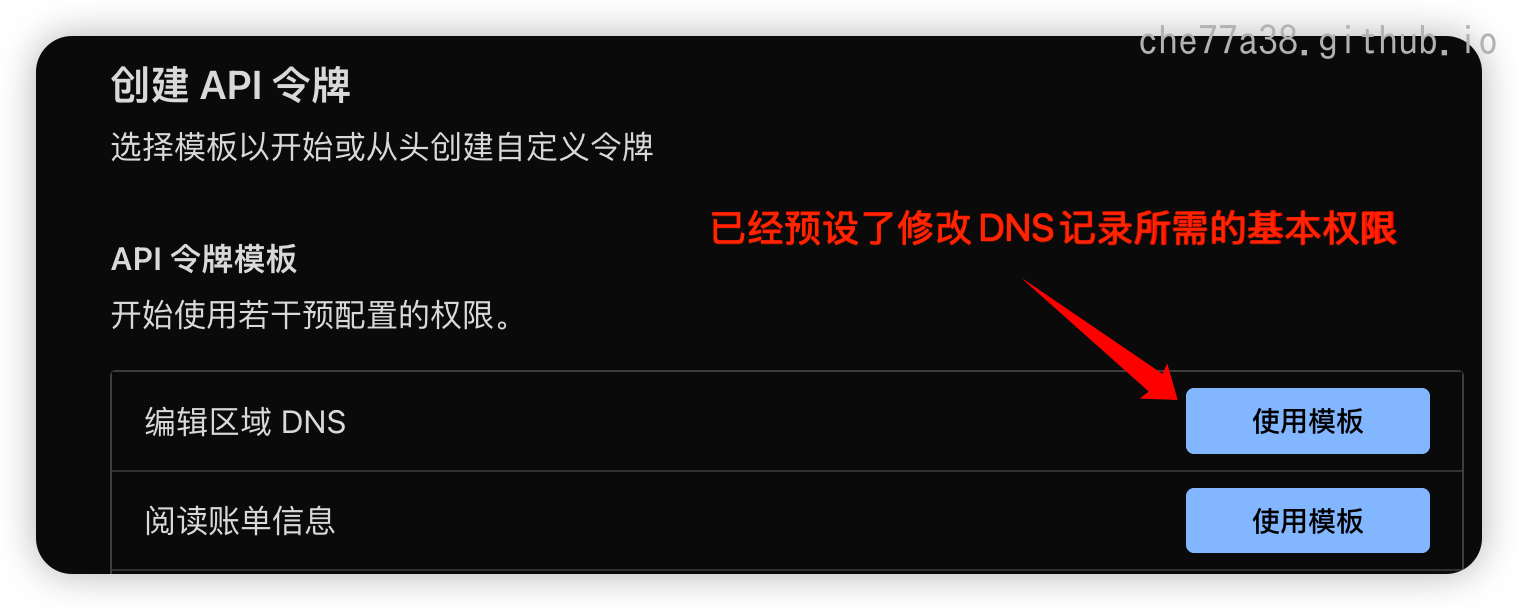 che77a38.github.io
创建 API 令牌
选择模板以开始或从头创建自定义令牌
已经预设了修改DNS记录所需的基本权限
API 令牌模板
开始使用若干预配置的权限。
编辑区域 DNS
使用模板
阅读账单信息
使用模板